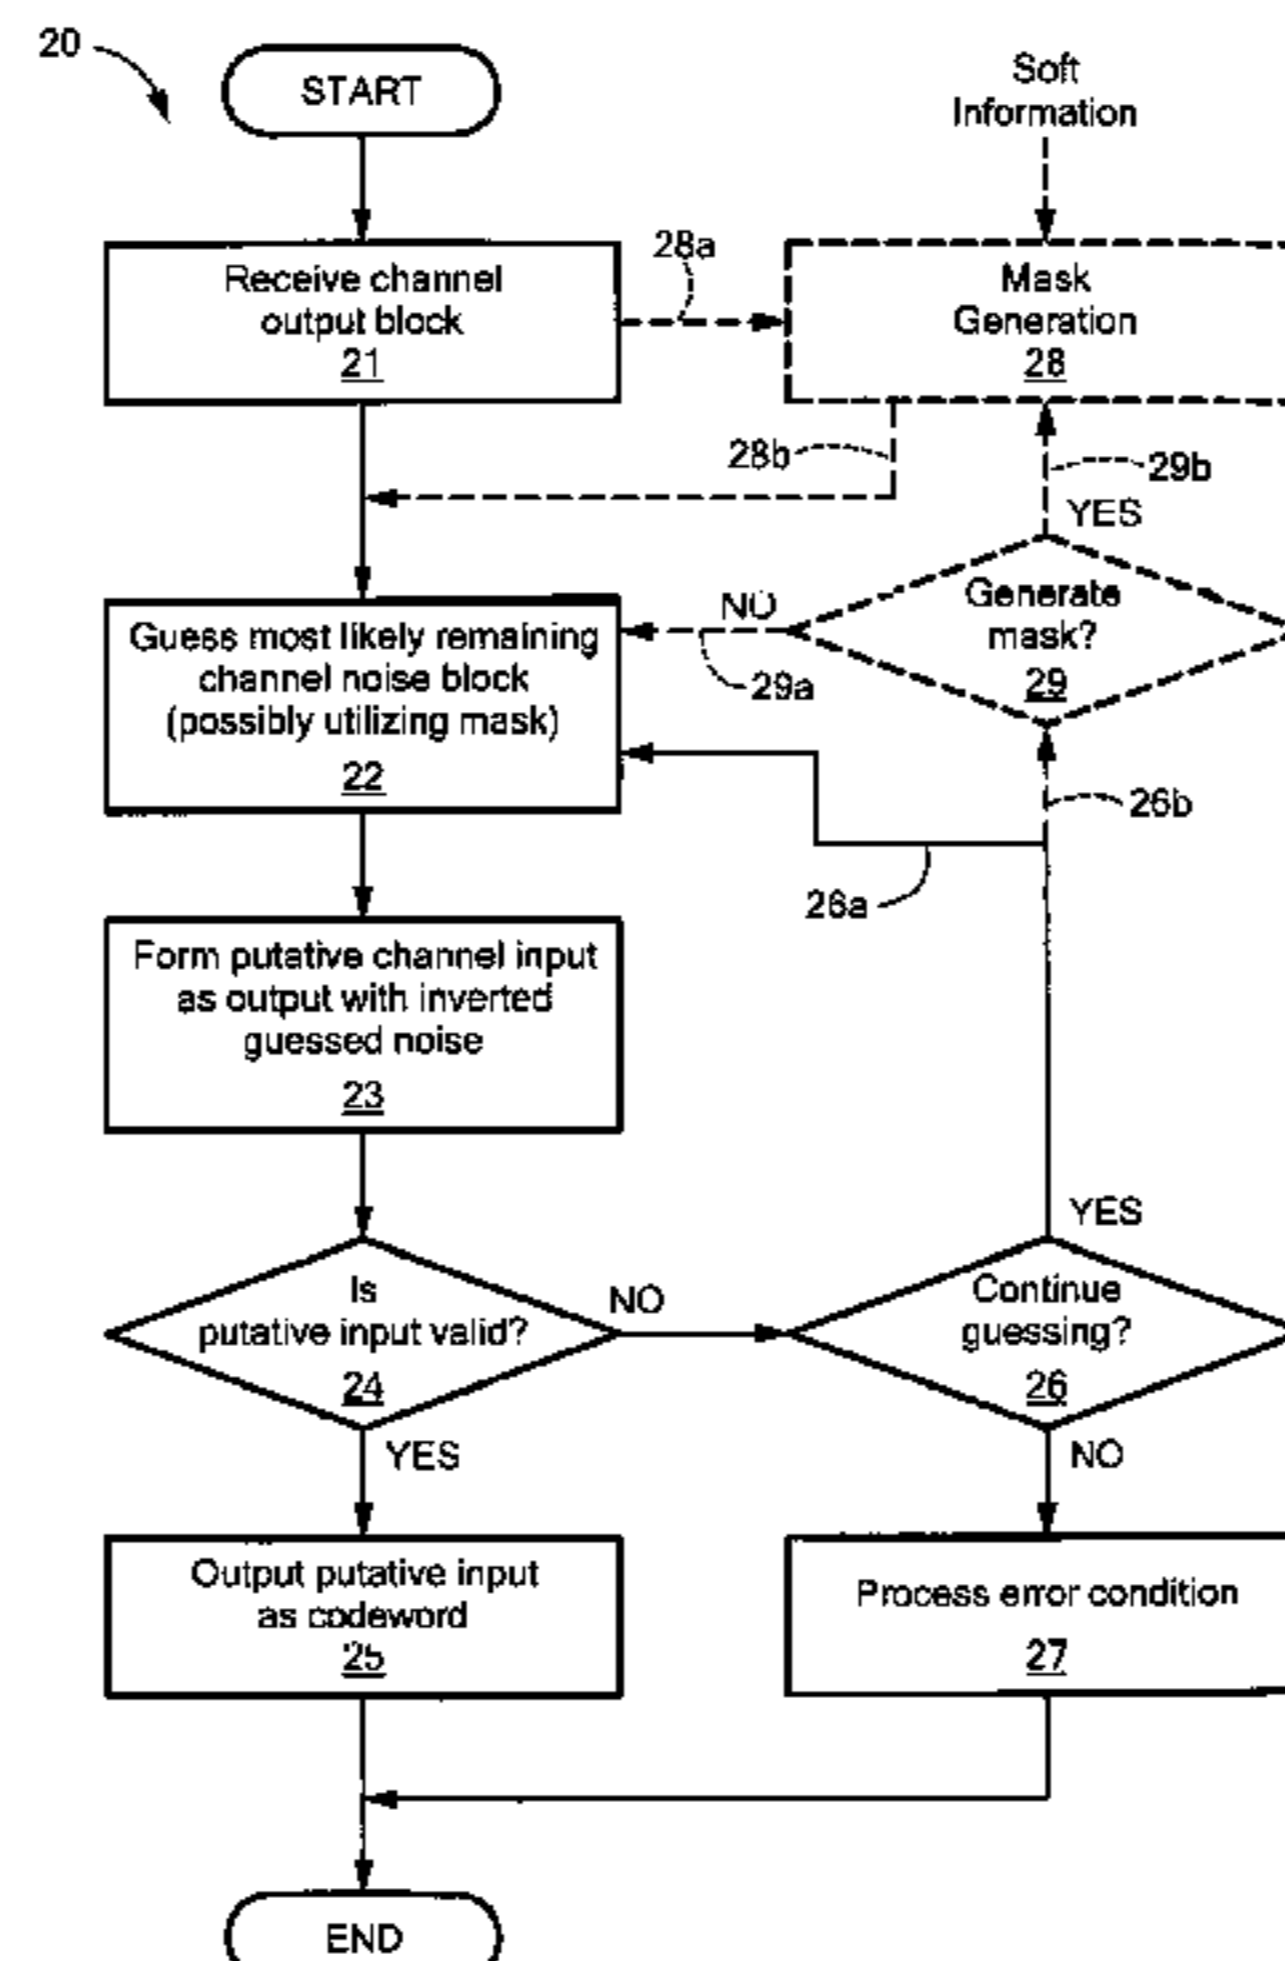 20
START
Soft
Information
Receive channel
output block
21
28a
Mask
Generation
28
28b
29b
YES
Guess most likely remaining
channel noise block
(possibly utilizing mask)
22
NO
29a
Generate
mask?
29
26b
26a
Form putative channel input
as output with inverted
guessed noise
23
YES
Is
putative input valid?
24
NO
Continue
guessing?
26
YES
NO
Output putative input
as codeword
25
Process error condition
27
END